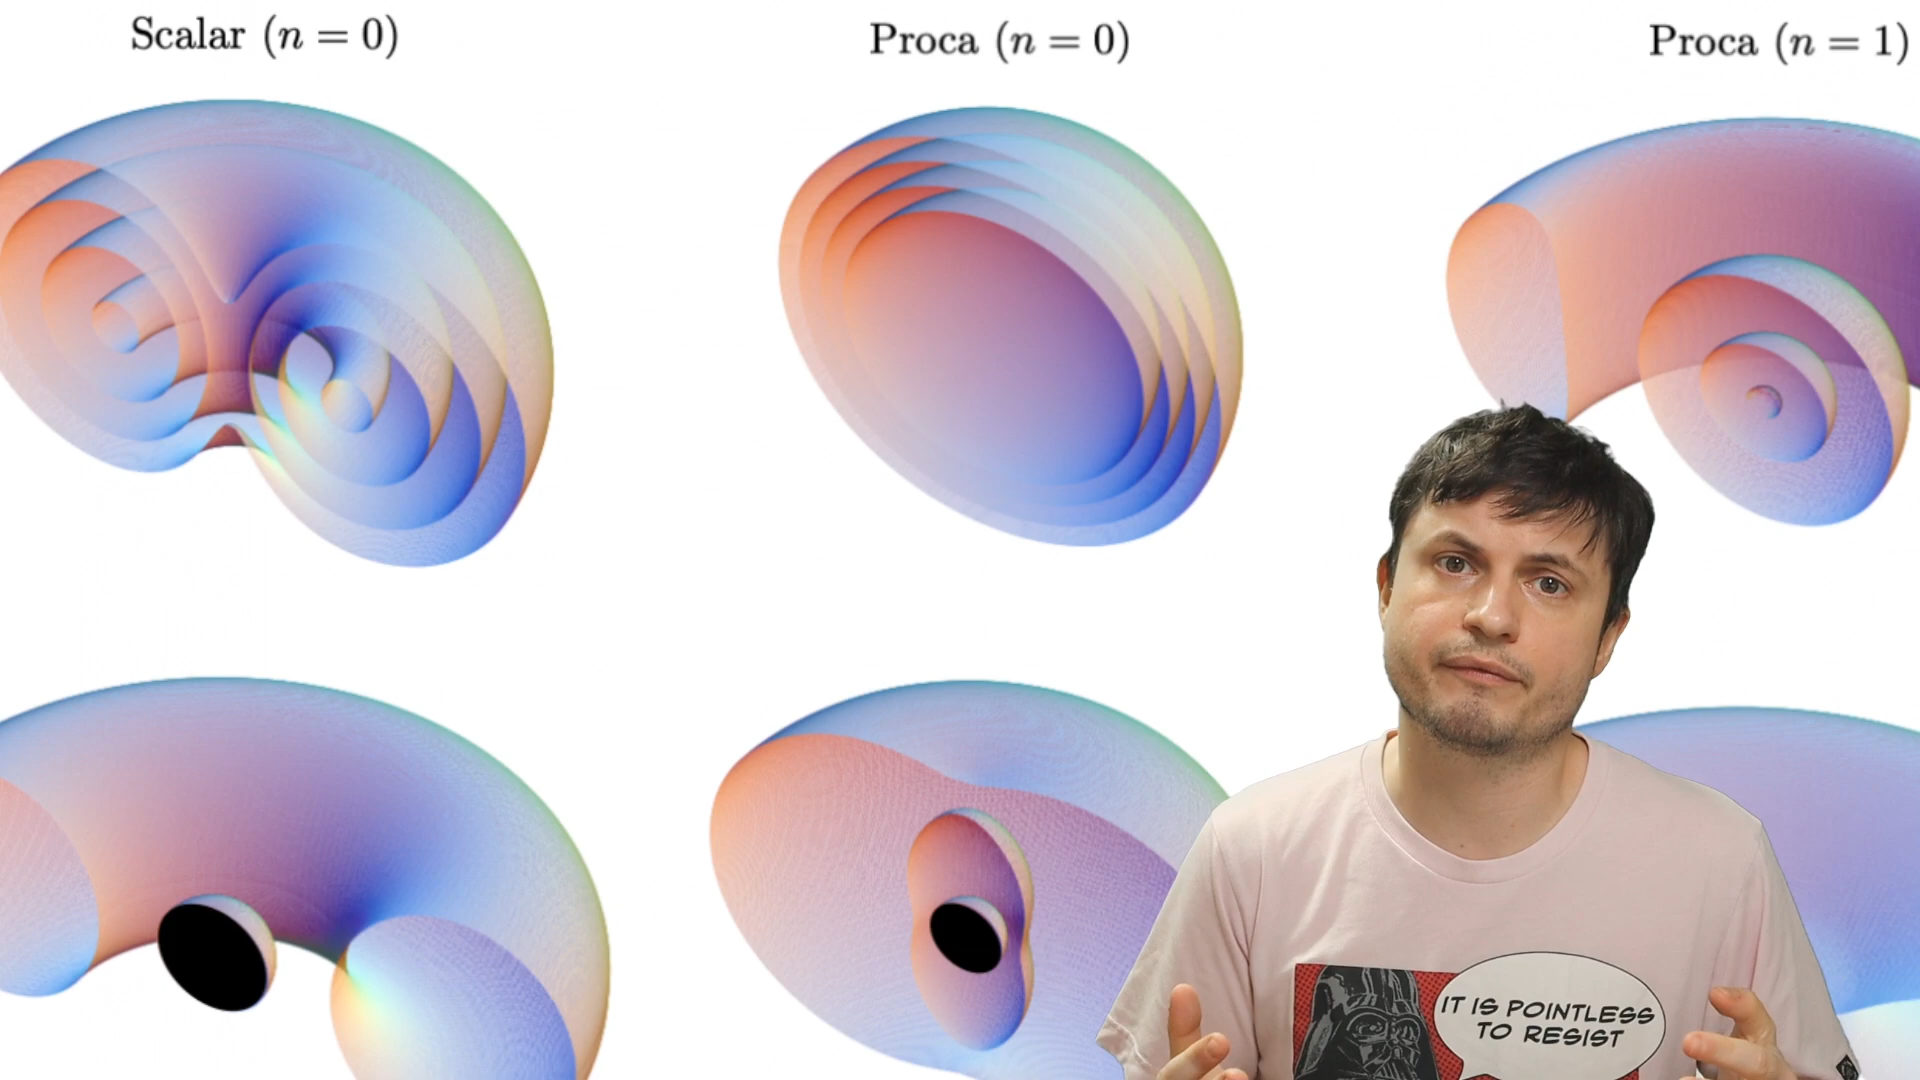 Scalar (n = 0)
Proca (n = 0)
Proca (n = 1)
IT IS POINTLESS
TO RESIST